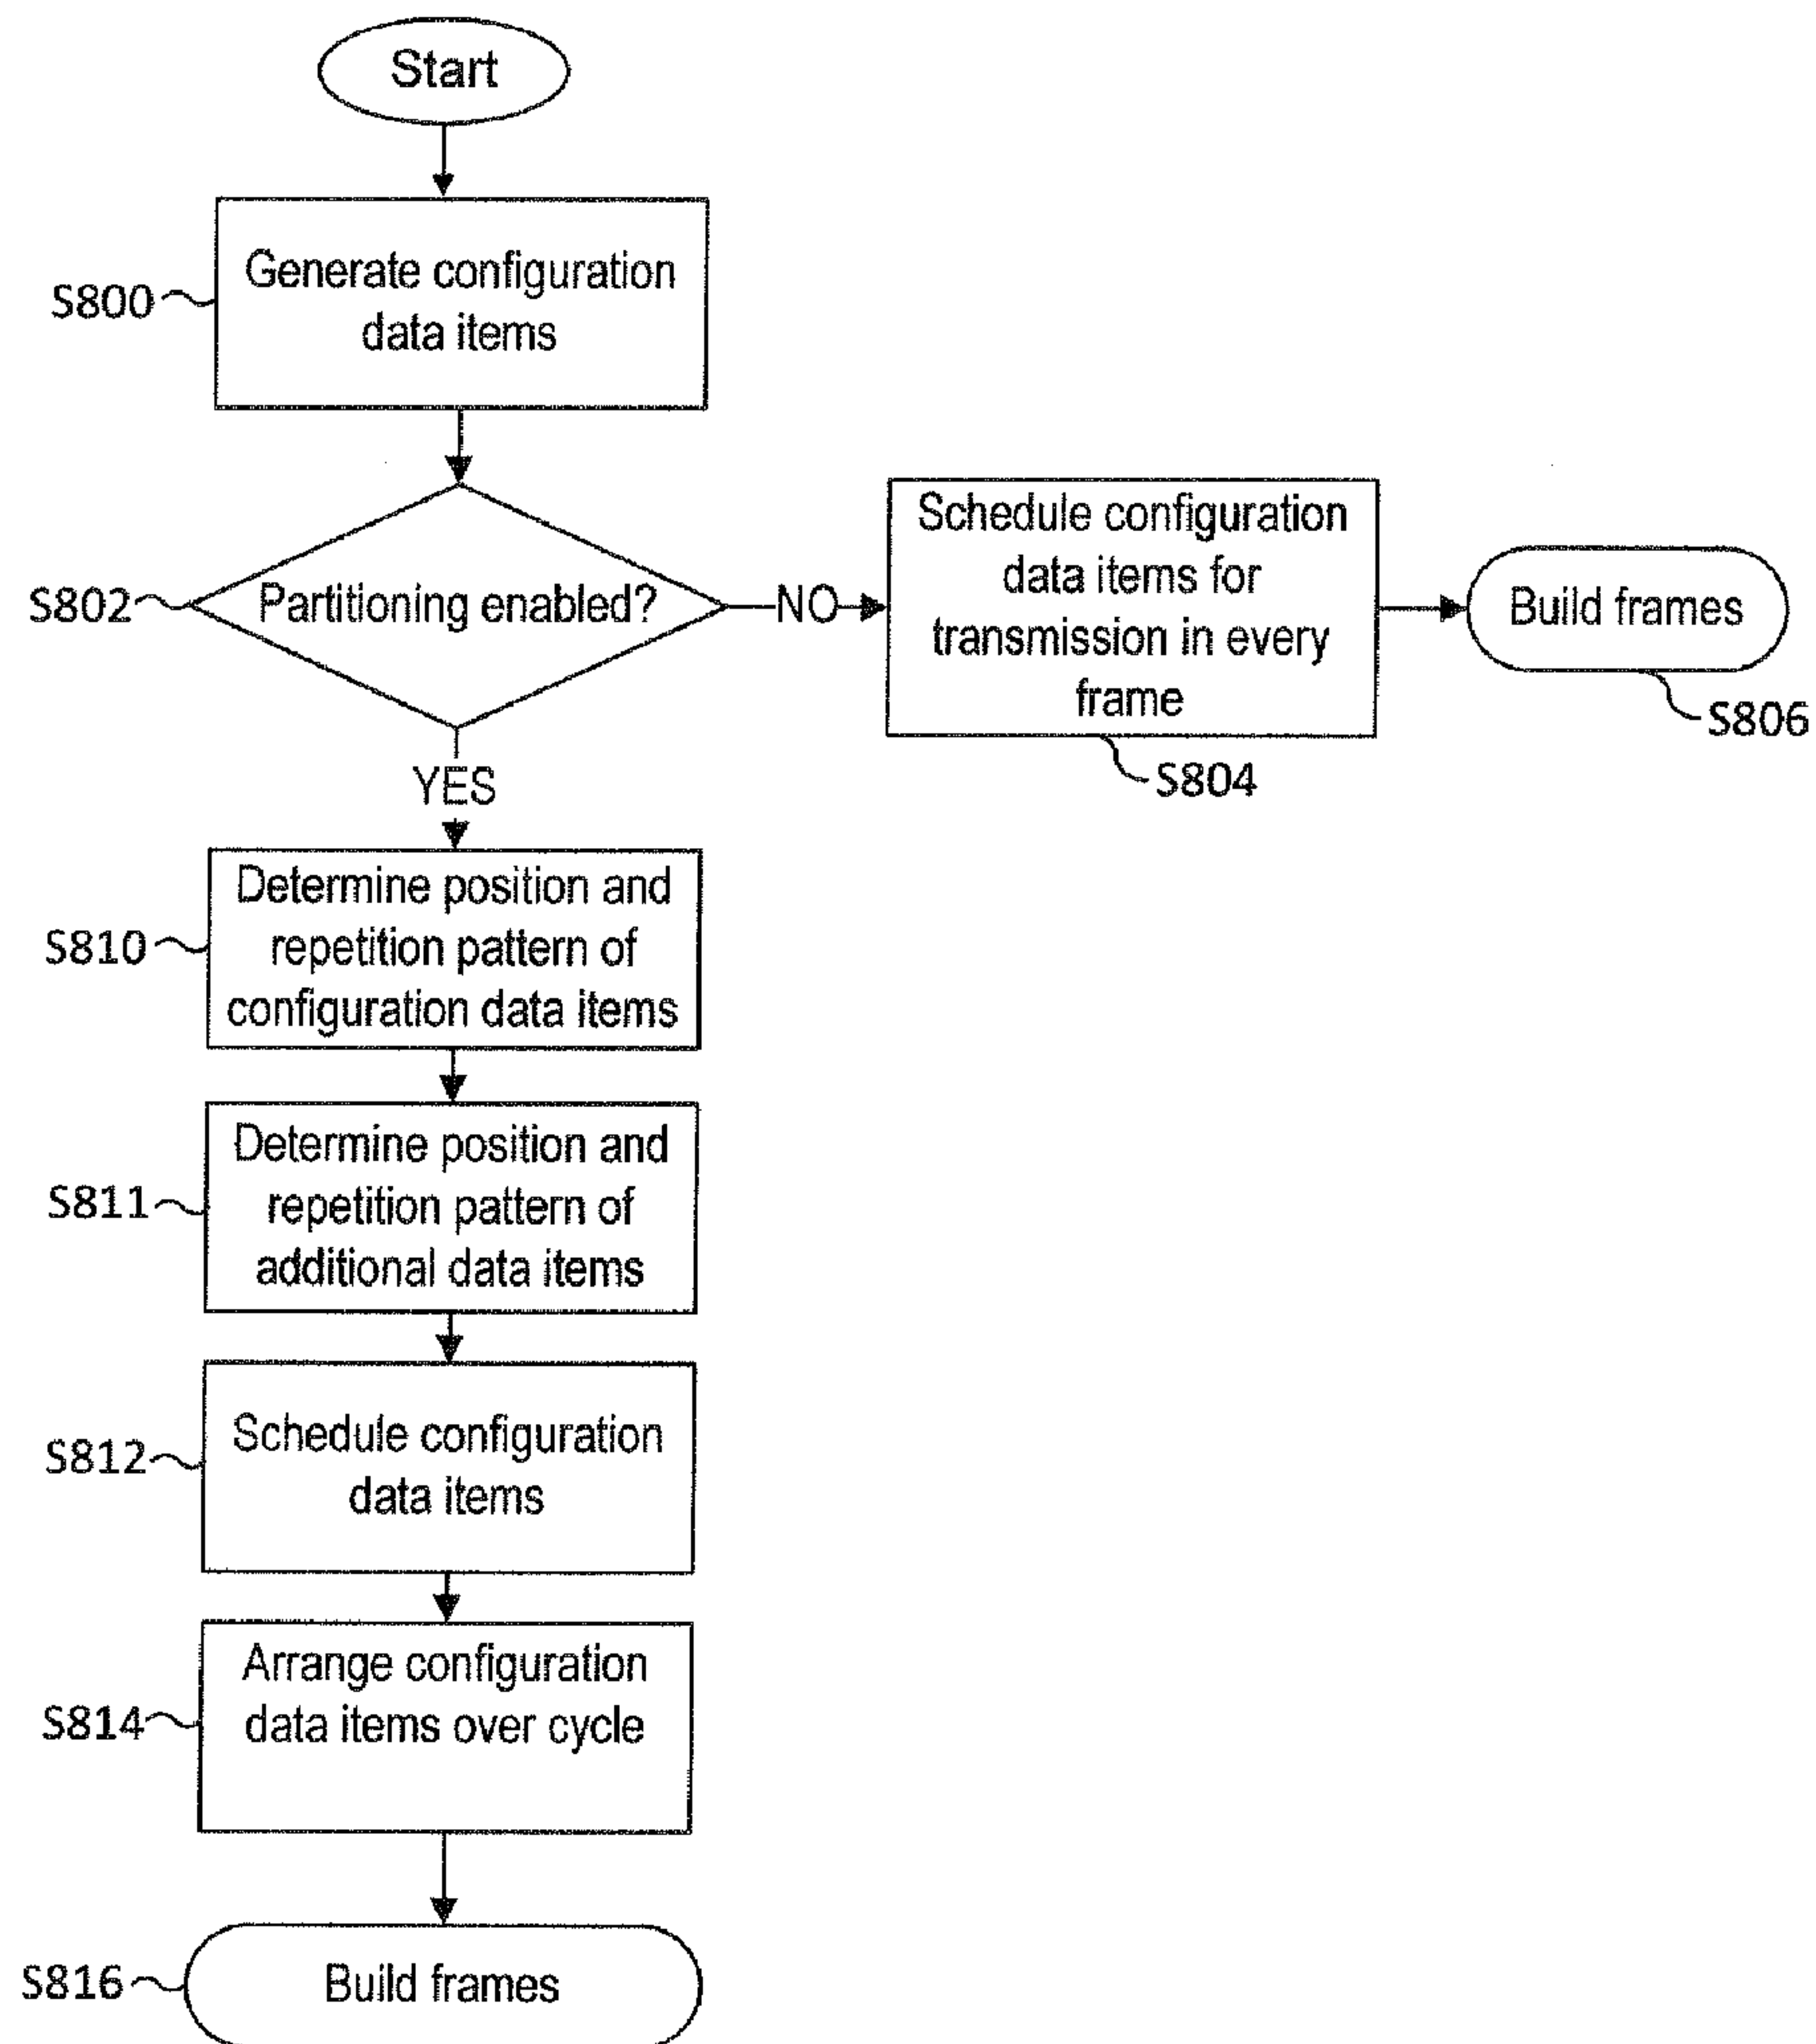 Start
S800
Generate configuration
data items
S802
Partitioning enabled?
NO
Schedule configuration
data items for
transmission in every
frame
S804
Build frames
S806
YES
S810
Determine position and
repetition pattern of
configuration data items
S811
Determine position and
repetition pattern of
additional data items
S812
Schedule configuration
data items
S814
Arrange configuration
data items over cycle
S816
Build frames